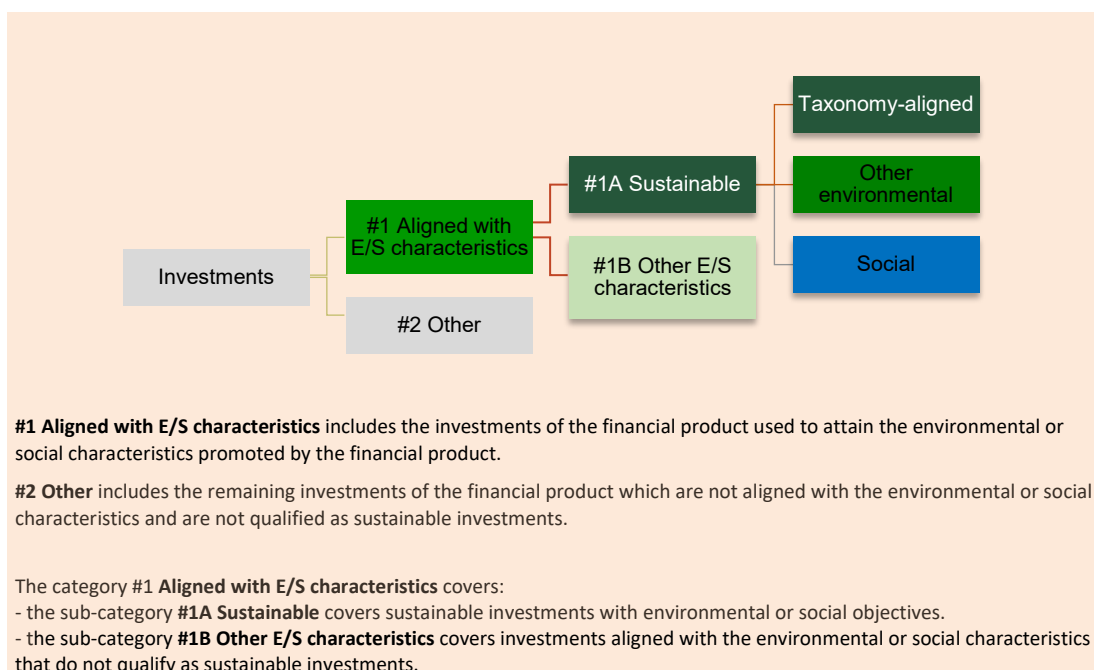 Taxonomy-aligned
#1A Sustainable
Other
environmental
#1 Aligned with
E/S characteristics
Social
#1B Other E/S
characteristics
Investments
#2 Other
#1 Aligned with E/S characteristics includes the investments of the financial product used to attain the environmental or
social characteristics promoted by the financial product.
#2 Other includes the remaining investments of the financial product which are not aligned with the environmental or social
characteristics and are not qualified as sustainable investments.
The category #1 Aligned with E/S characteristics covers:
- the sub-category #1A Sustainable covers sustainable investments with environmental or social objectives.
- the sub-category #1B Other E/S characteristics covers investments aligned with the environmental or social characteristics
that do not qualify as sustainable investments.